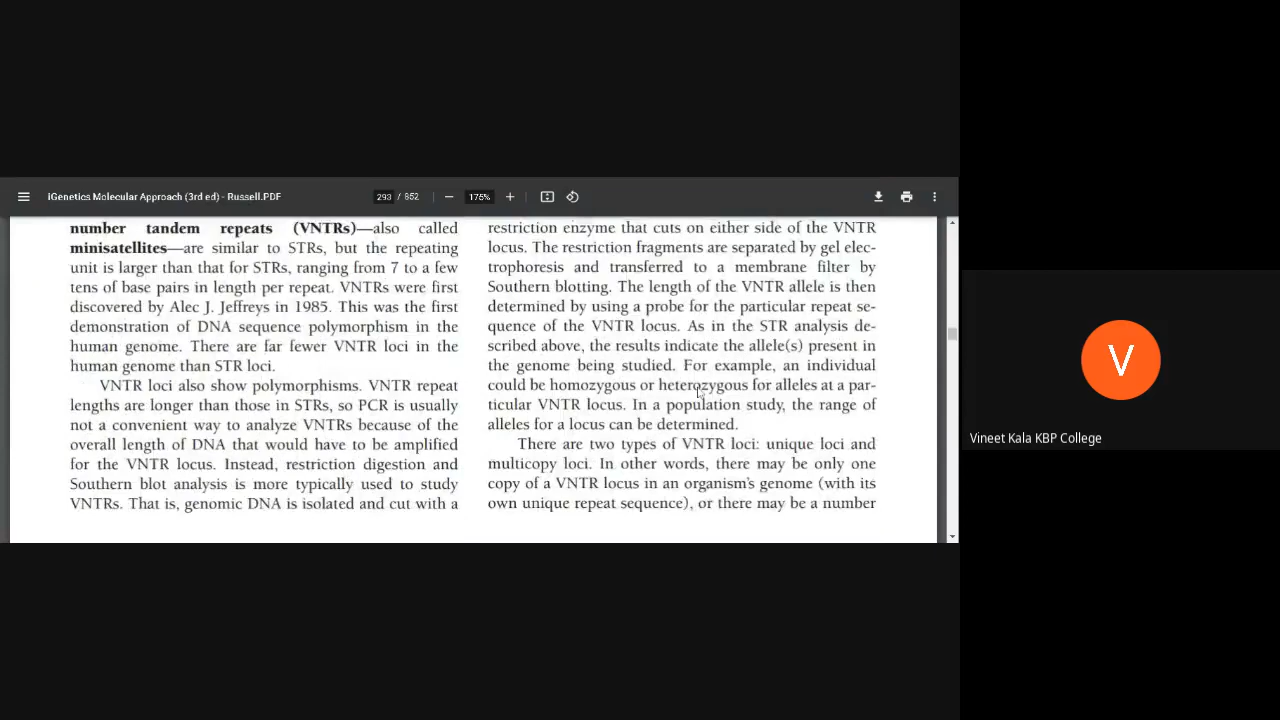 iGenetics Molecular Approach (3rd ed) - Russell.PDF
293 / 852
175%
number tandem repeats (VNTRs)—also called
minisatellites—are similar to STRs, but the repeating
unit is larger than that for STRs, ranging from 7 to a few
tens of base pairs in length per repeat. VNTRs were first
discovered by Alec J. Jeffreys in 1985. This was the first
demonstration of DNA sequence polymorphism in the
human genome. There are far fewer VNTR loci in the
human genome than STR loci.
VNTR loci also show polymorphisms. VNTR repeat
lengths are longer than those in STRs, so PCR is usually
not a convenient way to analyze VNTRs because of the
overall length of DNA that would have to be amplified
for the VNTR locus. Instead, restriction digestion and
Southern blot analysis is more typically used to study
VNTRs. That is, genomic DNA is isolated and cut with a
restriction enzyme that cuts on either side of the VNTR
locus. The restriction fragments are separated by gel elec-
trophoresis and transferred to a membrane filter by
Southern blotting. The length of the VNTR allele is then
determined by using a probe for the particular repeat se-
quence of the VNTR locus. As in the STR analysis de-
scribed above, the results indicate the allele(s) present in
the genome being studied. For example, an individual
could be homozygous or heterozygous for alleles at a par-
ticular VNTR locus. In a population study, the range of
alleles for a locus can be determined.
There are two types of VNTR loci: unique loci and
multicopy loci. In other words, there may be only one
copy of a VNTR locus in an organism's genome (with its
own unique repeat sequence), or there may be a number
V
Vineet Kala KBP College